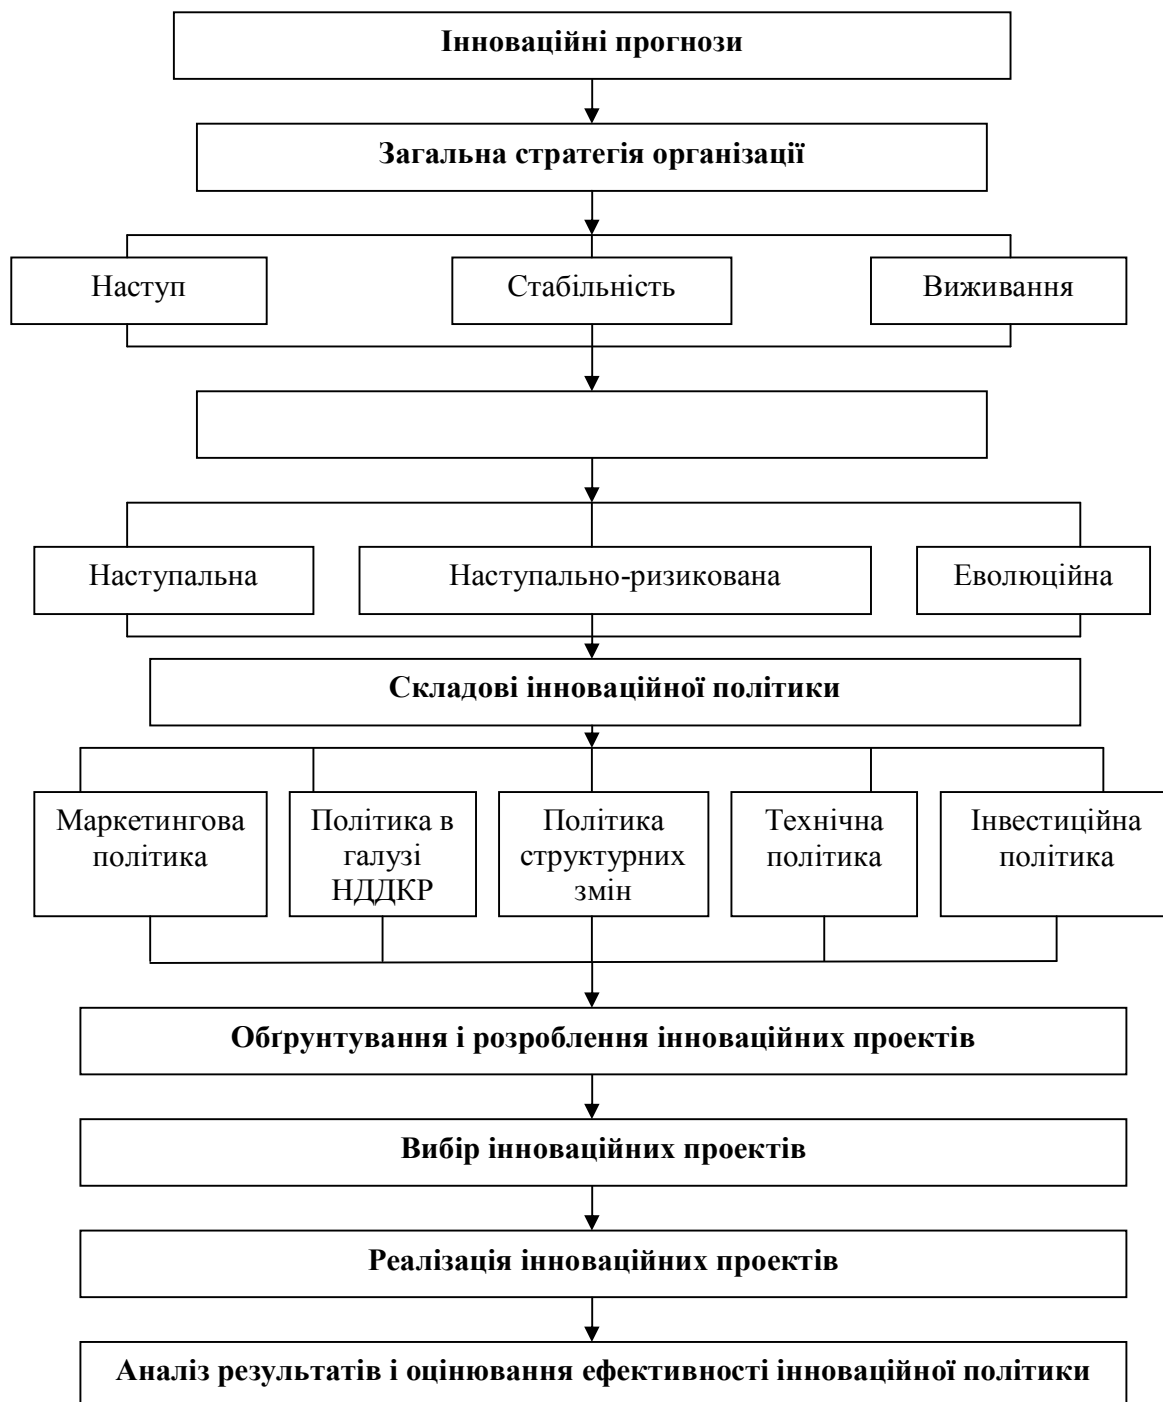 Інноваційні прогнози
Загальна стратегія організації
Наступ
Стабільність
Виживання
Наступальна
Наступально-ризикована
Еволюційна
Складові інноваційної політики
Маркетингова
політика
Політика в
галузі
НДДКР
Політика
структурних
змін
Технічна
політика
Інвестиційна
політика
Обґрунтування і розроблення інноваційних проектів
Вибір інноваційних проектів
Реалізація інноваційних проектів
Аналіз результатів і оцінювання ефективності інноваційної політики